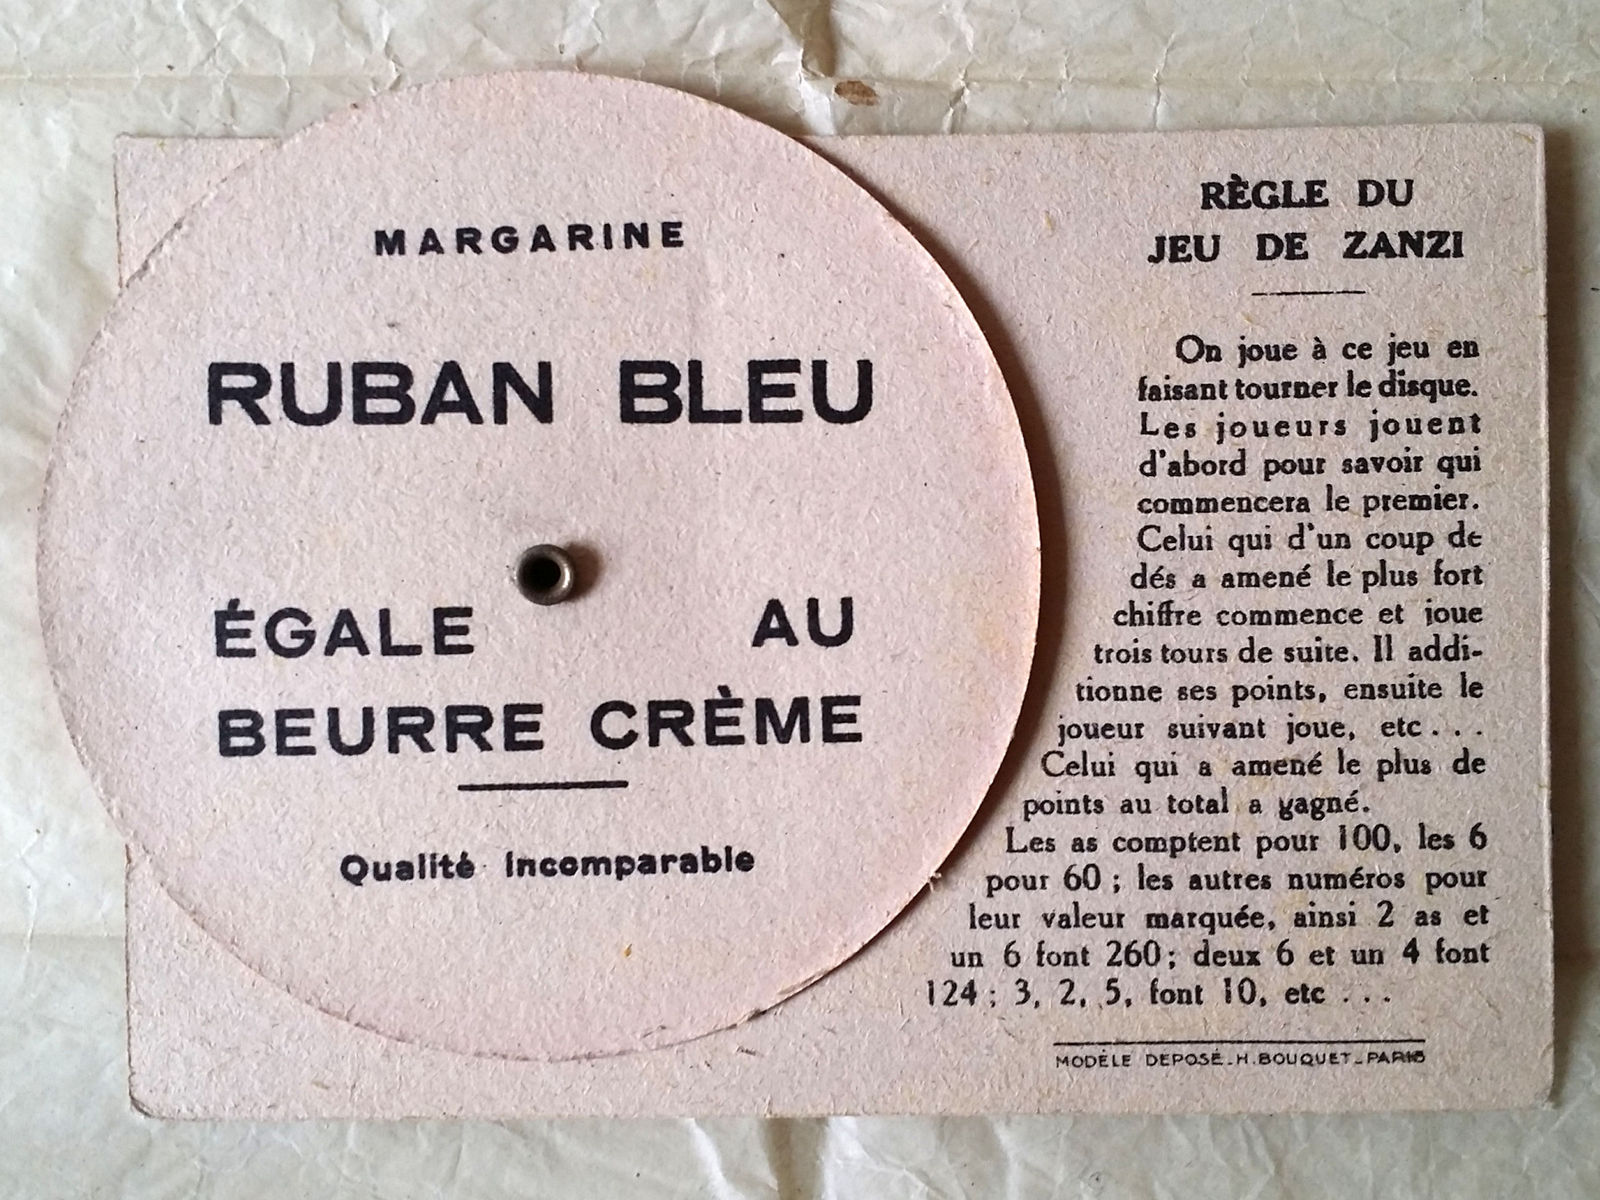 MARGARINE
RUBAN BLEU
ÉGALE AU
BEURRE CRÈME
Qualité Incomparable
RÈGLE DU
JEU DE ZANZI
On joue à ce jeu en
faisant tourner le disque.
Les joueurs jouent
d'abord pour savoir qui
commencera le premier.
Celui qui d'un coup de
dés a amené le plus fort
chiffre commence et joue
trois tours de suite. Il addi-
tionne ses points, ensuite le
joueur suivant joue, etc...
Celui qui a amené le plus de
points au total a gagné.
Les as comptent pour 100, les 6
pour 60 ; les autres numéros pour
leur valeur marquée, ainsi 2 as et
un 6 font 260 ; deux 6 et un 4 font
124 ; 3, 2, 5, font 10, etc ...
MODÈLE DEPOSÉ_H.BOUQUET_PARIS